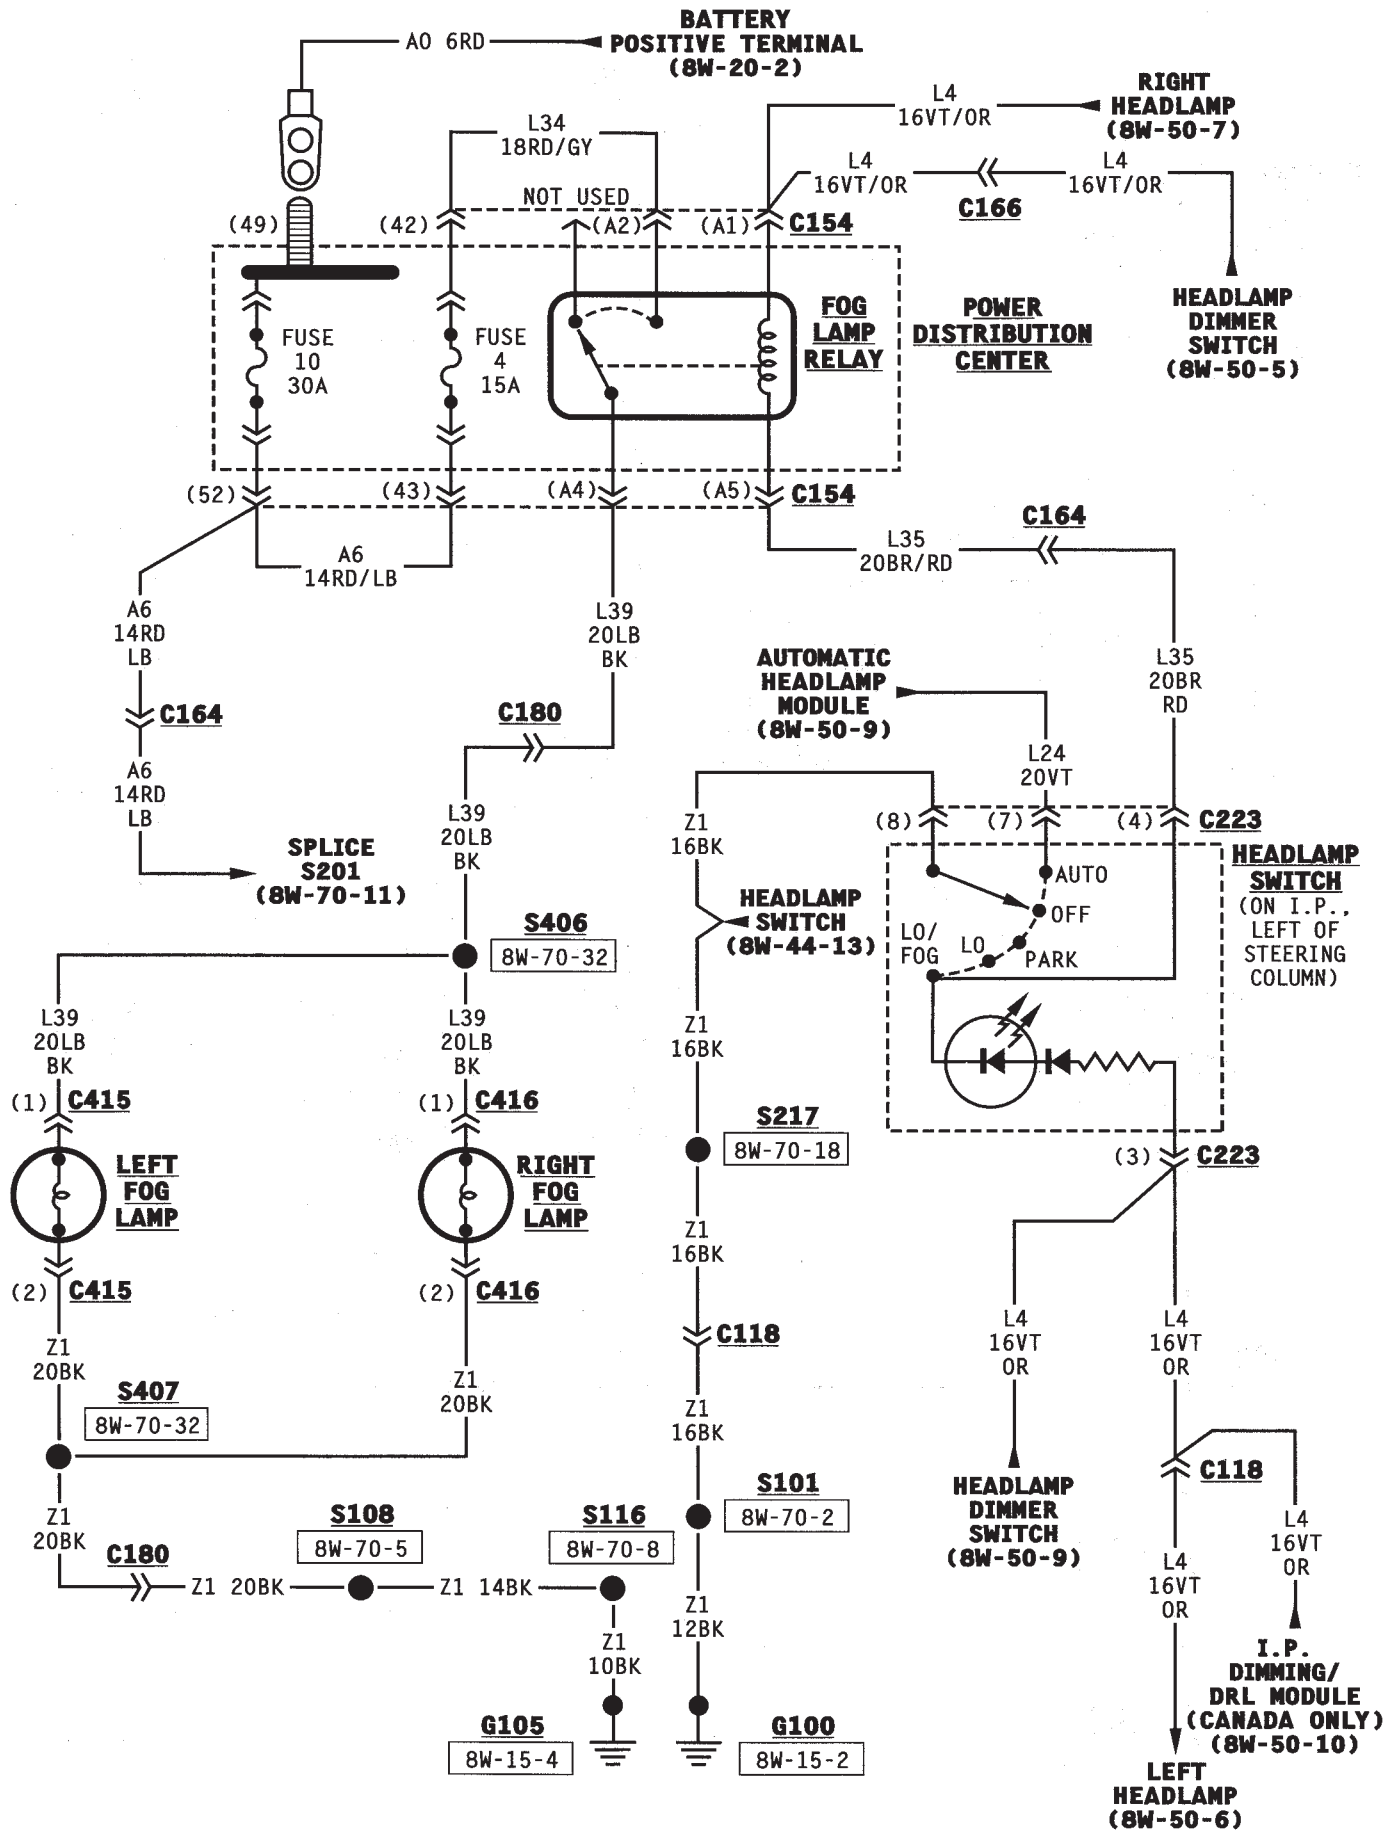 BATTERY
POSITIVE TERMINAL
(8W-20-2)
A0 6RD
RIGHT
HEADLAMP
(8W-50-7)
L4
16VT/OR
L34
18RD/GY
L4
16VT/OR
L4
16VT/OR
C166
NOT USED
(49)
(42)
(A2)
(A1)
C154
HEADLAMP
DIMMER
SWITCH
(8W-50-5)
FUSE
10
30A
FUSE
4
15A
FOG
LAMP
RELAY
POWER
DISTRIBUTION
CENTER
(52)
(43)
(A4)
(A5)
C154
C164
A6
14RD/LB
L35
20BR/RD
A6
14RD
LB
L39
20LB
BK
L35
20BR
RD
AUTOMATIC
HEADLAMP
MODULE
(8W-50-9)
C164
C180
L24
20VT
A6
14RD
LB
L39
20LB
BK
Z1
16BK
(8)
(7)
(4)
C223
SPLICE
S201
(8W-70-11)
HEADLAMP
SWITCH
(ON I.P.,
LEFT OF
STEERING
COLUMN)
HEADLAMP
SWITCH
(8W-44-13)
AUTO
OFF
PARK
LO
LO/
FOG
S406
8W-70-32
L39
20LB
BK
L39
20LB
BK
Z1
16BK
(1)
C415
(1)
C416
S217
8W-70-18
LEFT
FOG
LAMP
RIGHT
FOG
LAMP
(3)
C223
Z1
16BK
(2)
C415
(2)
C416
C118
L4
16VT
OR
L4
16VT
OR
Z1
20BK
Z1
20BK
S407
8W-70-32
Z1
16BK
C118
HEADLAMP
DIMMER
SWITCH
(8W-50-9)
S101
8W-70-2
Z1
20BK
S108
8W-70-5
S116
8W-70-8
L4
16VT
OR
L4
16VT
OR
C180
Z1 20BK
Z1 14BK
Z1
12BK
Z1
10BK
I.P.
DIMMING/
DRL MODULE
(CANADA ONLY)
(8W-50-10)
G105
8W-15-4
G100
8W-15-2
LEFT
HEADLAMP
(8W-50-6)